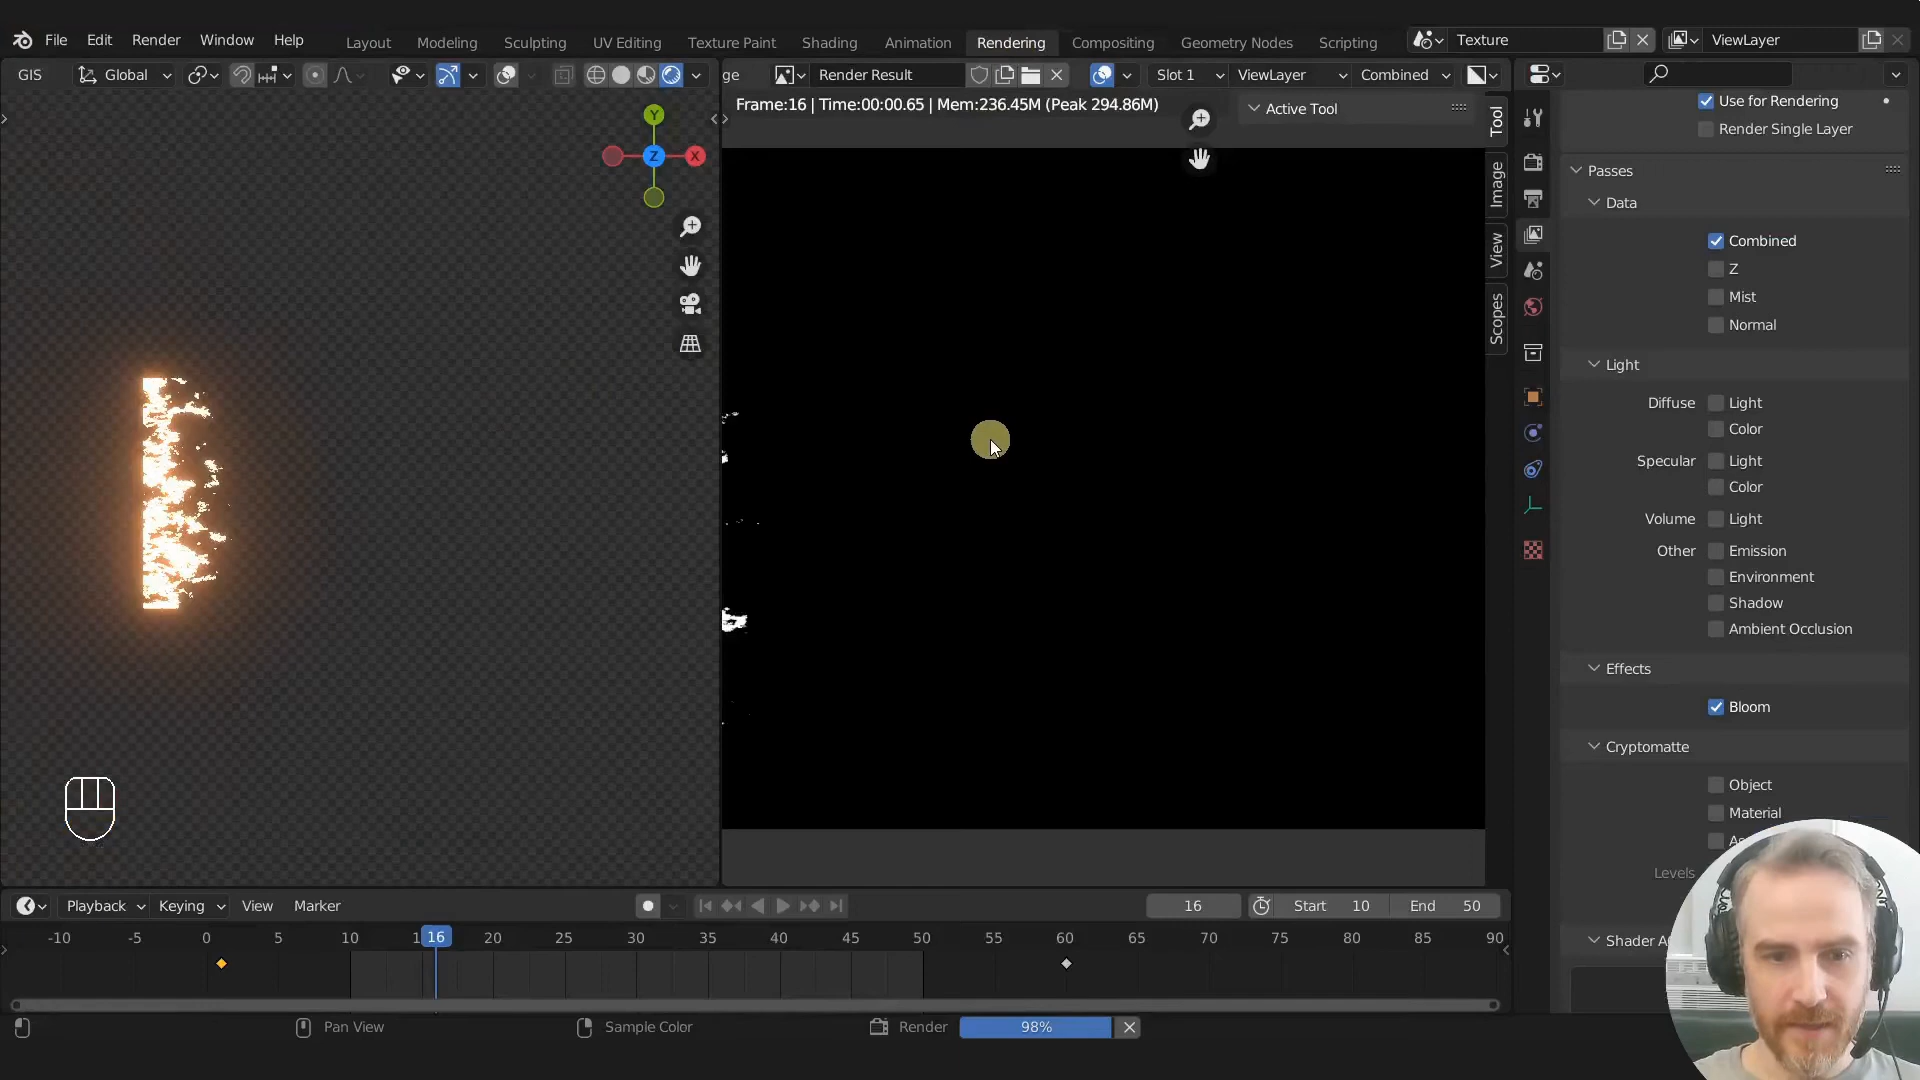 File Edit Render Window Help Layout Modeling Sculpting UV Editing Texture Paint Shading Animation Rendering Compositing Geometry Nodes Scripting Texture ViewLayer
GIS Global ge Render Result Slot 1 ViewLayer Combined
Frame:16 | Time:00:00.65 | Mem:236.45M (Peak 294.86M)
Active Tool
Y
Z
X
Tool
Image
View
Scopes
Use for Rendering
Render Single Layer
Passes
Data
Combined
Z
Mist
Normal
Light
Diffuse Light
Color
Specular Light
Color
Volume Light
Other Emission
Environment
Shadow
Ambient Occlusion
Effects
Bloom
Cryptomatte
Object
Material
Levels
Shader
Playback Keying View Marker 16 Start 10 End 50
-10 -5 0 5 10 1 16 20 25 30 35 40 45 50 55 60 65 70 75 80 85 90
Pan View Sample Color Render 98%